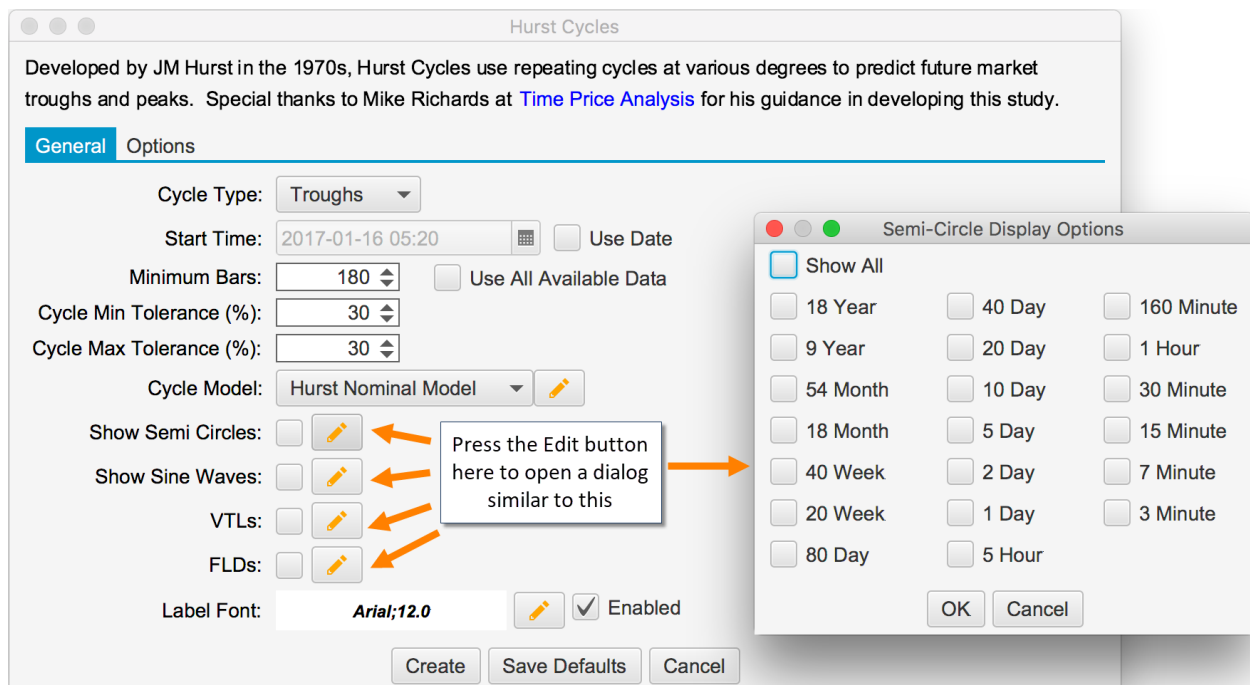 Hurst Cycles
Developed by JM Hurst in the 1970s, Hurst Cycles use repeating cycles at various degrees to predict future market
troughs and peaks. Special thanks to Mike Richards at Time Price Analysis for his guidance in developing this study.
General Options
Cycle Type: Troughs
Start Time: 2017-01-16 05:20 Use Date
Minimum Bars: 180 Use All Available Data
Cycle Min Tolerance (%): 30
Cycle Max Tolerance (%): 30
Cycle Model: Hurst Nominal Model
Show Semi Circles:
Show Sine Waves:
VTLs:
FLDs:
Label Font: Arial;12.0 Enabled
Create Save Defaults Cancel
Press the Edit button
here to open a dialog
similar to this
Semi-Circle Display Options
Show All
18 Year 40 Day 160 Minute
9 Year 20 Day 1 Hour
54 Month 10 Day 30 Minute
18 Month 5 Day 15 Minute
40 Week 2 Day 7 Minute
20 Week 1 Day 3 Minute
80 Day 5 Hour
OK Cancel